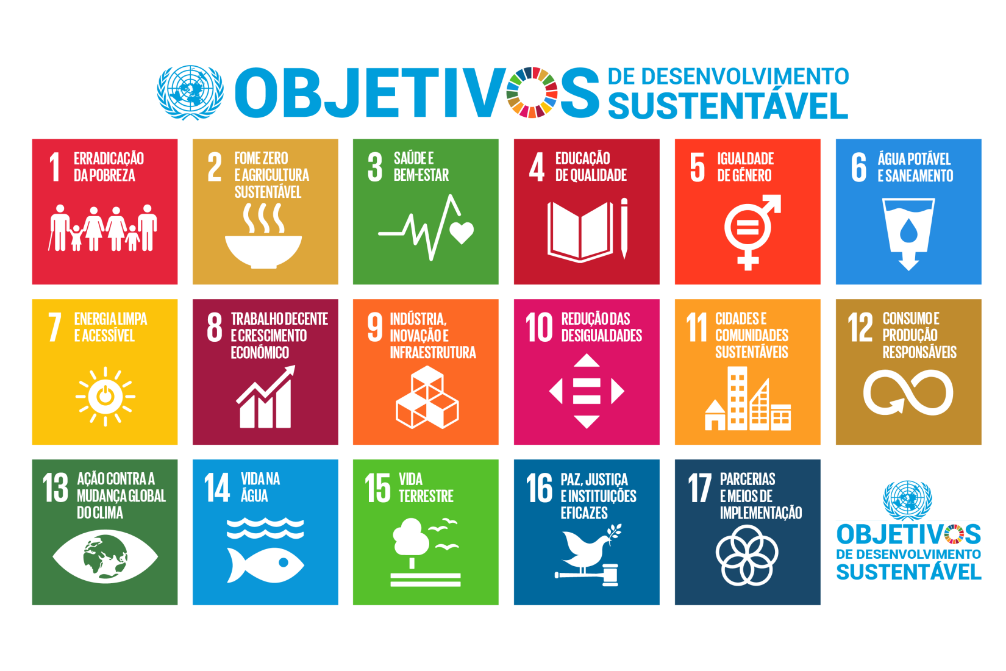 OBJETIVOS
DE DESENVOLVIMENTO
SUSTENTÁVEL
1 ERRADICAÇÃO
DA POBREZA
2 FOME ZERO
E AGRICULTURA
SUSTENTÁVEL
3 SAÚDE E
BEM-ESTAR
4 EDUCAÇÃO
DE QUALIDADE
5 IGUALDADE
DE GÉNERO
6 ÁGUA POTÁVEL
E SANEAMENTO
7 ENERGIA LIMPA
E ACESSÍVEL
8 TRABALHO DECENTE
E CRESCIMENTO
ECONÓMICO
9 INDÚSTRIA,
INOVAÇÃO E
INFRAESTRUTURA
10 REDUÇÃO DAS
DESIGUALDADES
11 CIDADES E
COMUNIDADES
SUSTENTÁVEIS
12 CONSUMO E
PRODUÇÃO
RESPONSÁVEIS
13 AÇÃO CONTRA A
MUDANÇA GLOBAL
DO CLIMA
14 VIDA NA
ÁGUA
15 VIDA
TERRESTRE
16 PAZ, JUSTIÇA
E INSTITUIÇÕES
EFICAZES
17 PARCERIAS
E MEIOS DE
IMPLEMENTAÇÃO
OBJETIVOS
DE DESENVOLVIMENTO
SUSTENTÁVEL